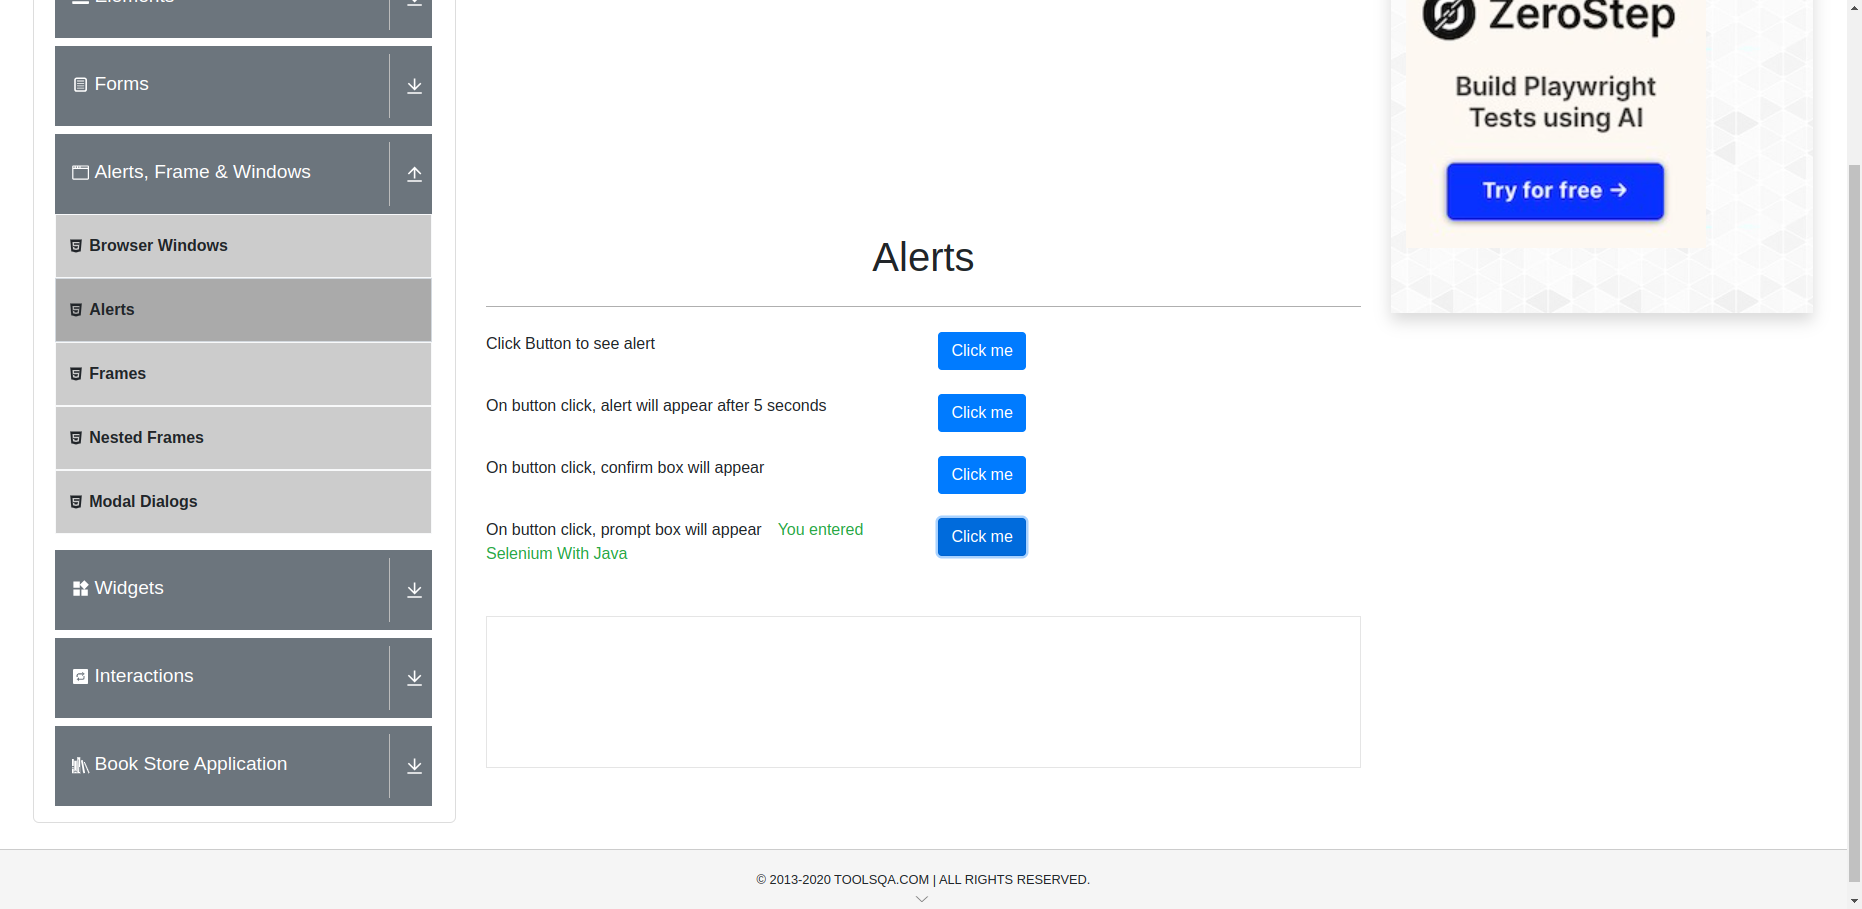 Elements
Forms
Alerts, Frame & Windows
Browser Windows
Alerts
Frames
Nested Frames
Modal Dialogs
Widgets
Interactions
Book Store Application
Alerts
Click Button to see alert
Click me
On button click, alert will appear after 5 seconds
Click me
On button click, confirm box will appear
Click me
On button click, prompt box will appear You entered
Selenium With Java
Click me
ZeroStep
Build Playwright
Tests using AI
Try for free →
© 2013-2020 TOOLSQA.COM | ALL RIGHTS RESERVED.